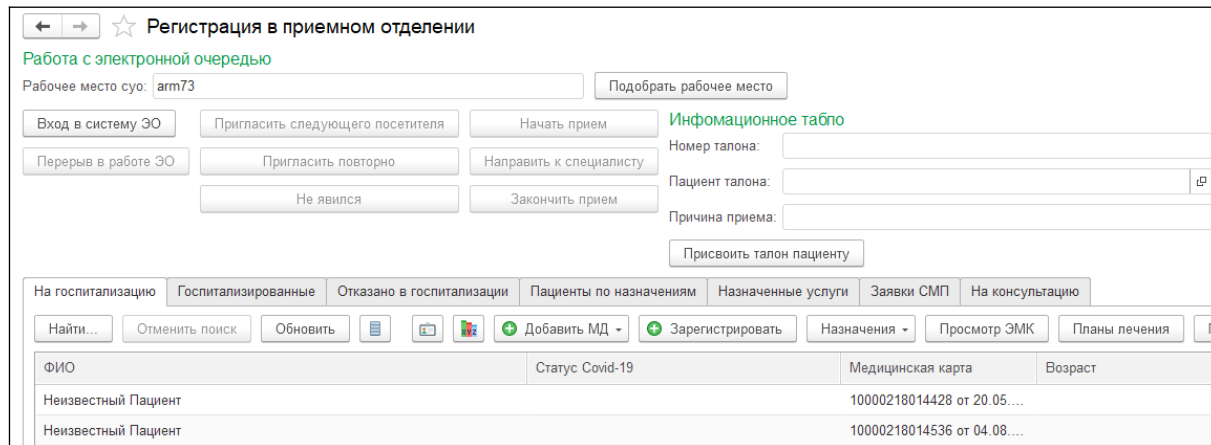 Регистрация в приемном отделении
Работа с электронной очередью
Рабочее место суо: arm73 Подобрать рабочее место
Вход в систему ЭО Пригласить следующего посетителя Начать прием Инфомационное табло
Номер талона:
Перерыв в работе ЭО Пригласить повторно Направить к специалисту
Пациент талона:
Не явился Закончить прием
Причина приема:
Присвоить талон пациенту
На госпитализацию Госпитализированные Отказано в госпитализации Пациенты по назначениям Назначенные услуги Заявки СМП На консультацию
Найти... Отменить поиск Обновить Добавить МД Зарегистрировать Назначения Просмотр ЭМК Планы лечения
ФИО Статус Covid-19 Медицинская карта Возраст
Неизвестный Пациент 10000218014428 от 20.05....
Неизвестный Пациент 10000218014536 от 04.08....